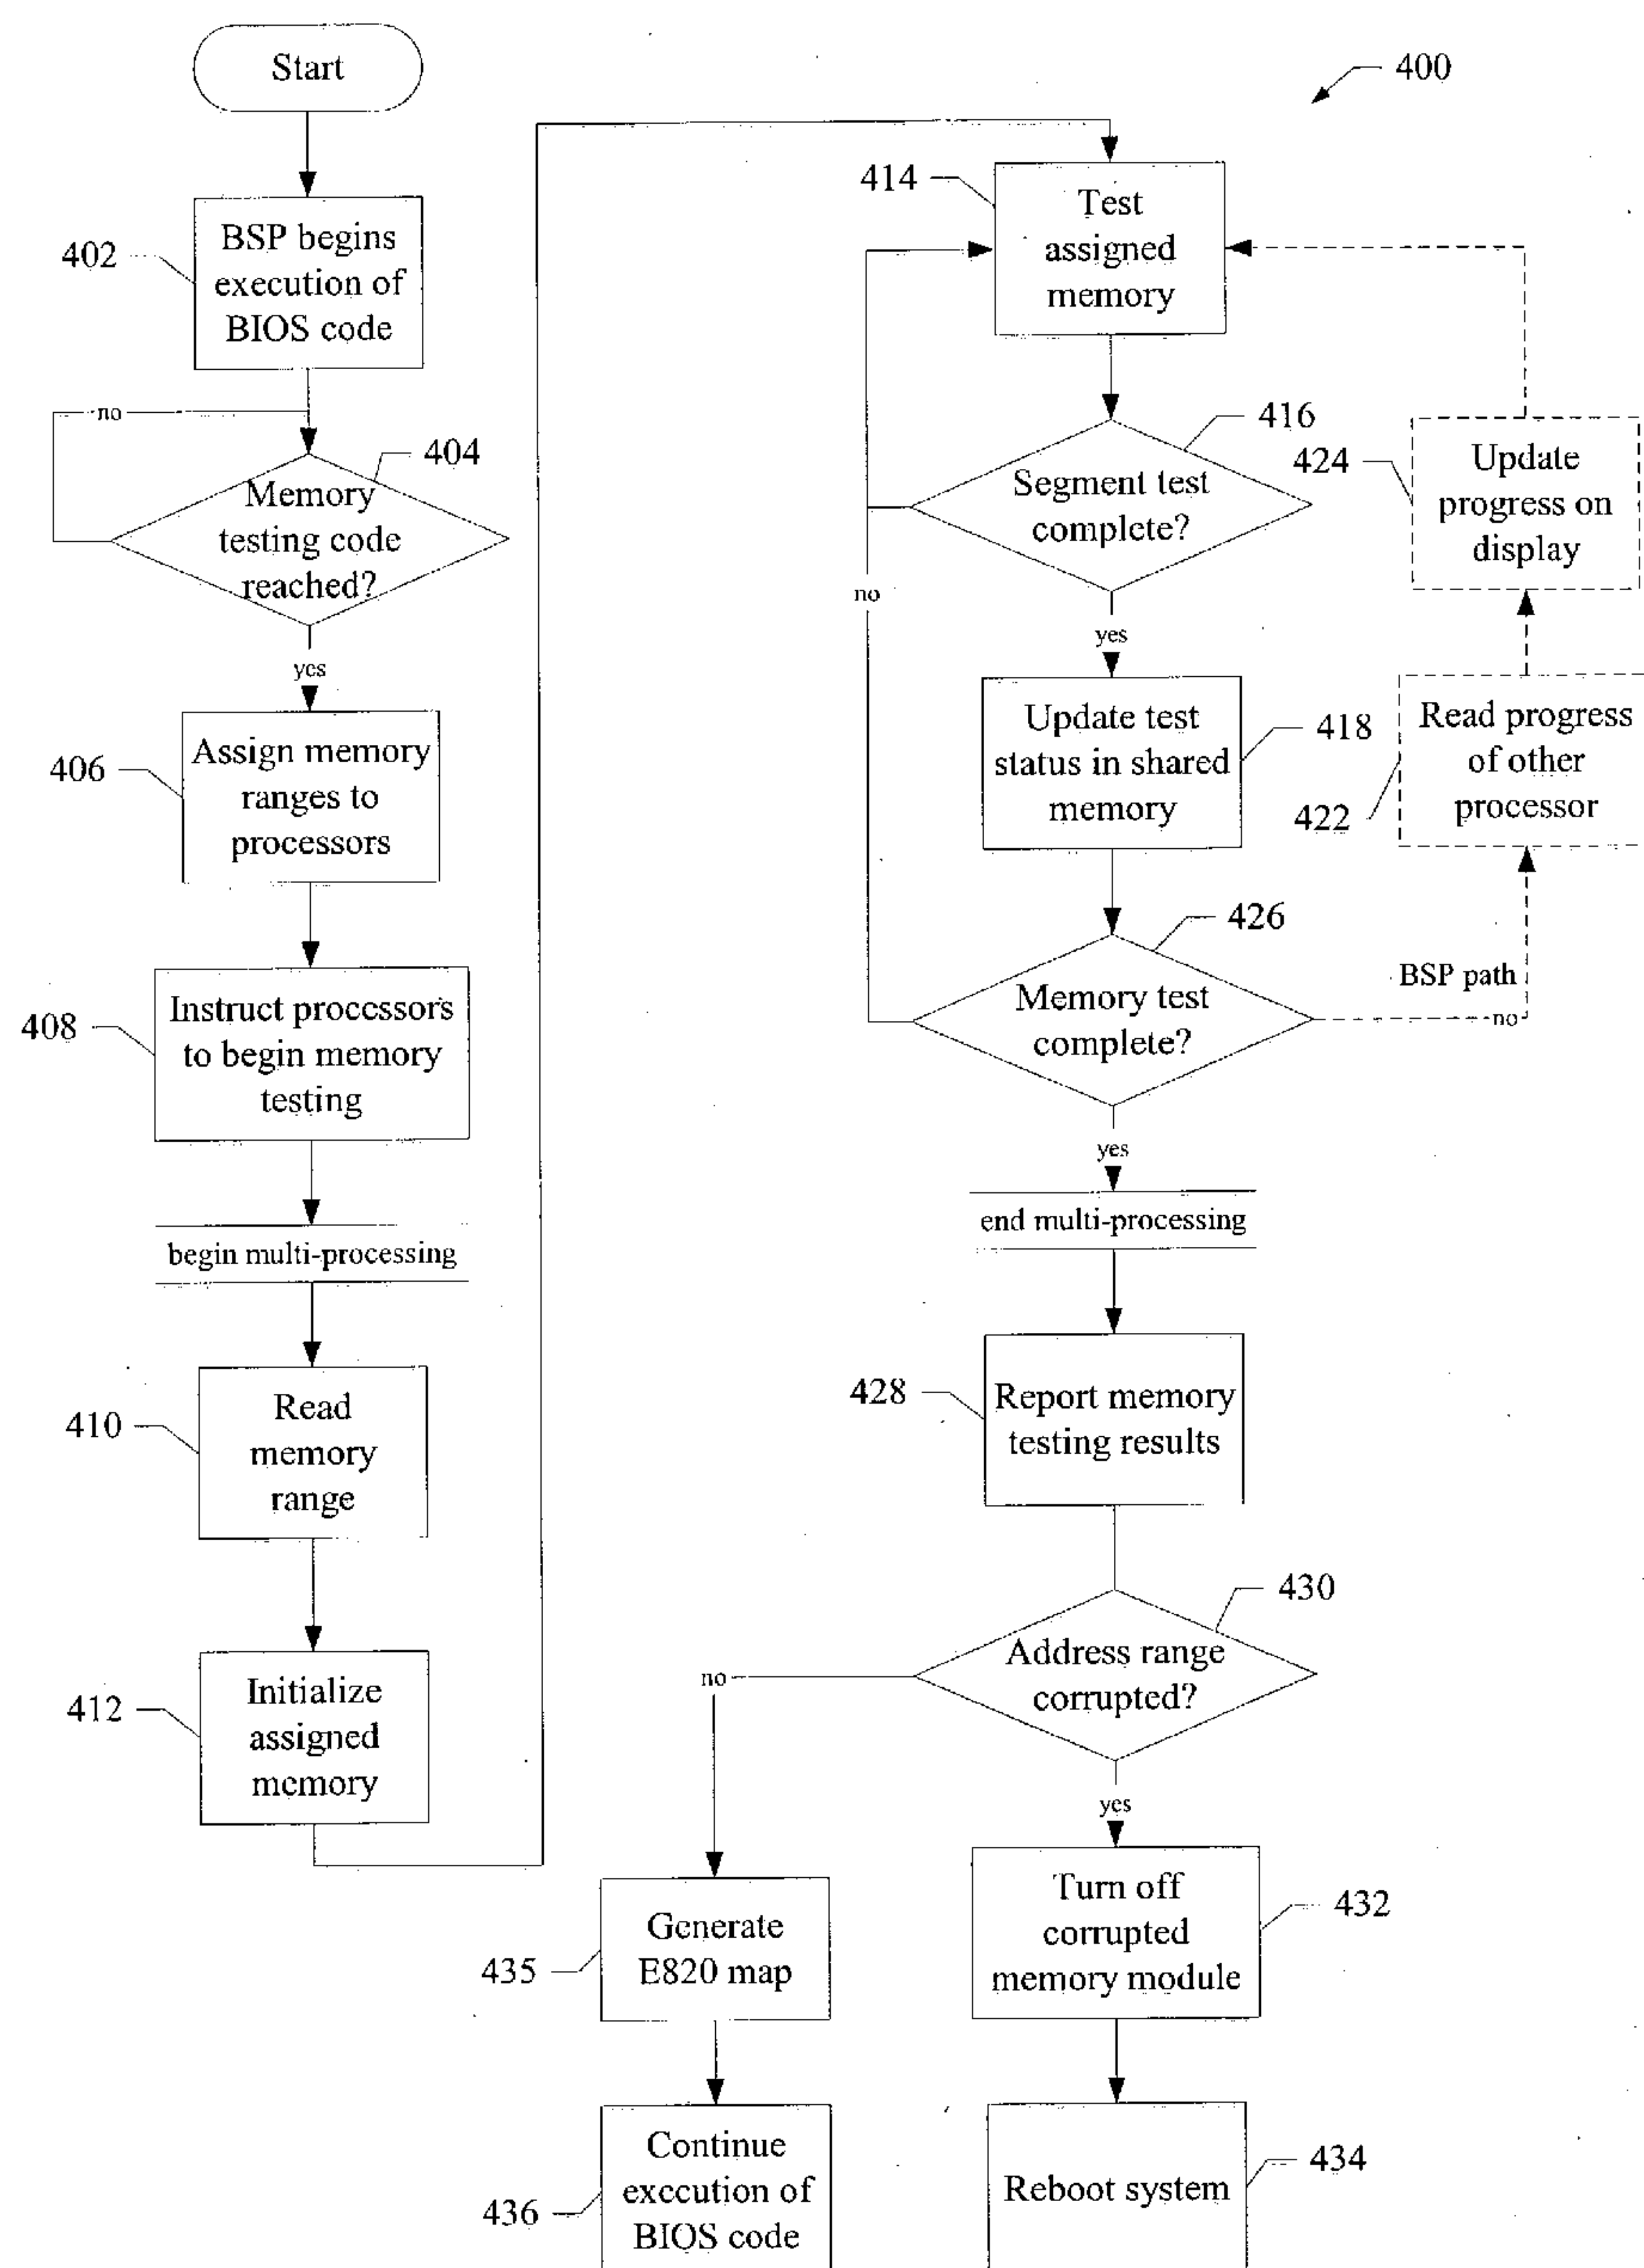 Start
400
402
BSP begins
execution of
BIOS code
no
404
Memory
testing code
reached?
yes
406
Assign memory
ranges to
processors
408
Instruct processors
to begin memory
testing
begin multi-processing
410
Read
memory
range
412
Initialize
assigned
memory
414
Test
assigned
memory
416
Segment test
complete?
no
yes
Update test
status in shared
memory
418
424
Update
progress on
display
Read progress
of other
processor
422
426
Memory test
complete?
BSP path
no
yes
end multi-processing
428
Report memory
testing results
430
Address range
corrupted?
no
yes
Turn off
corrupted
memory module
432
435
Generate
E820 map
436
Continue
execution of
BIOS code
Reboot system
434